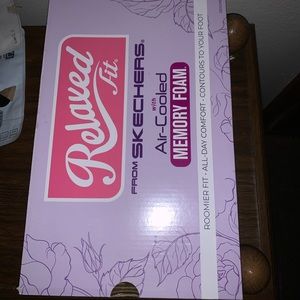 Relaxed
fit.
FROM SKECHERS®
with
Air-Cooled
MEMORY FOAM
ROOMIER FIT • ALL-DAY COMFORT • CONTOURS TO YOUR FOOT